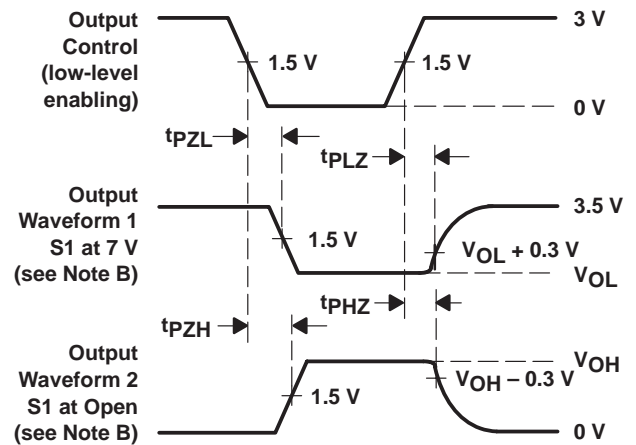 Output
Control
(low-level
enabling)
3 V
1.5 V
1.5 V
0 V
tPZL
tPLZ
Output
Waveform 1
S1 at 7 V
(see Note B)
3.5 V
1.5 V
VOL + 0.3 V
VOL
tPHZ
tPZH
Output
Waveform 2
S1 at Open
(see Note B)
VOH
VOH – 0.3 V
1.5 V
0 V